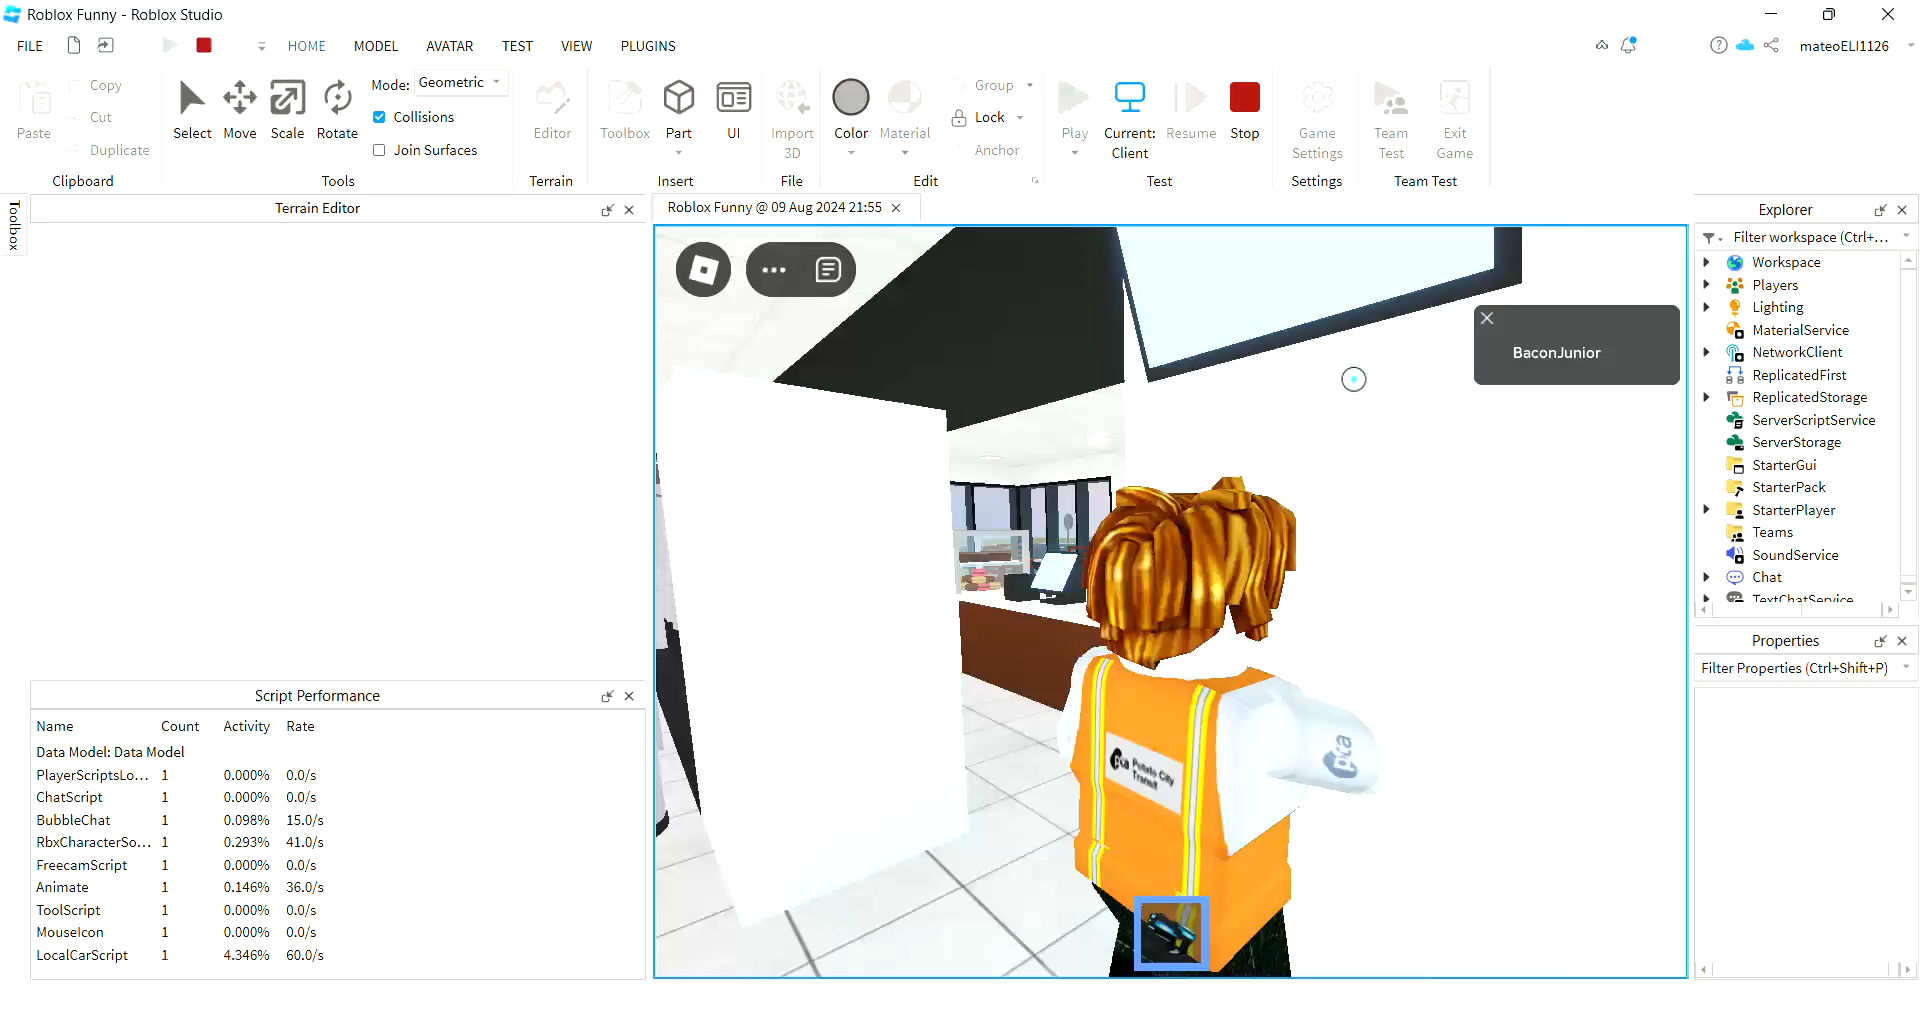 Roblox Funny - Roblox Studio
FILE
HOME
MODEL
AVATAR
TEST
VIEW
PLUGINS
mateoELI1126
Paste
Copy
Cut
Duplicate
Clipboard
Select
Move
Scale
Rotate
Mode: Geometric
Collisions
Join Surfaces
Tools
Editor
Terrain
Toolbox
Part
UI
Insert
Import
3D
File
Color
Material
Group
Lock
Anchor
Edit
Play
Current:
Client
Resume
Stop
Test
Game
Settings
Settings
Team
Test
Exit
Game
Team Test
Toolbox
Terrain Editor
Roblox Funny @ 09 Aug 2024 21:55
BaconJunior
pca Potato City
Transit
pca
Script Performance
Name Count Activity Rate
Data Model: Data Model
PlayerScriptsLo... 1 0.000% 0.0/s
ChatScript 1 0.000% 0.0/s
BubbleChat 1 0.098% 15.0/s
RbxCharacterSo... 1 0.293% 41.0/s
FreecamScript 1 0.000% 0.0/s
Animate 1 0.146% 36.0/s
ToolScript 1 0.000% 0.0/s
MouseIcon 1 0.000% 0.0/s
LocalCarScript 1 4.346% 60.0/s
Explorer
Filter workspace (Ctrl+...
Workspace
Players
Lighting
MaterialService
NetworkClient
ReplicatedFirst
ReplicatedStorage
ServerScriptService
ServerStorage
StarterGui
StarterPack
StarterPlayer
Teams
SoundService
Chat
TextChatService
Properties
Filter Properties (Ctrl+Shift+P)